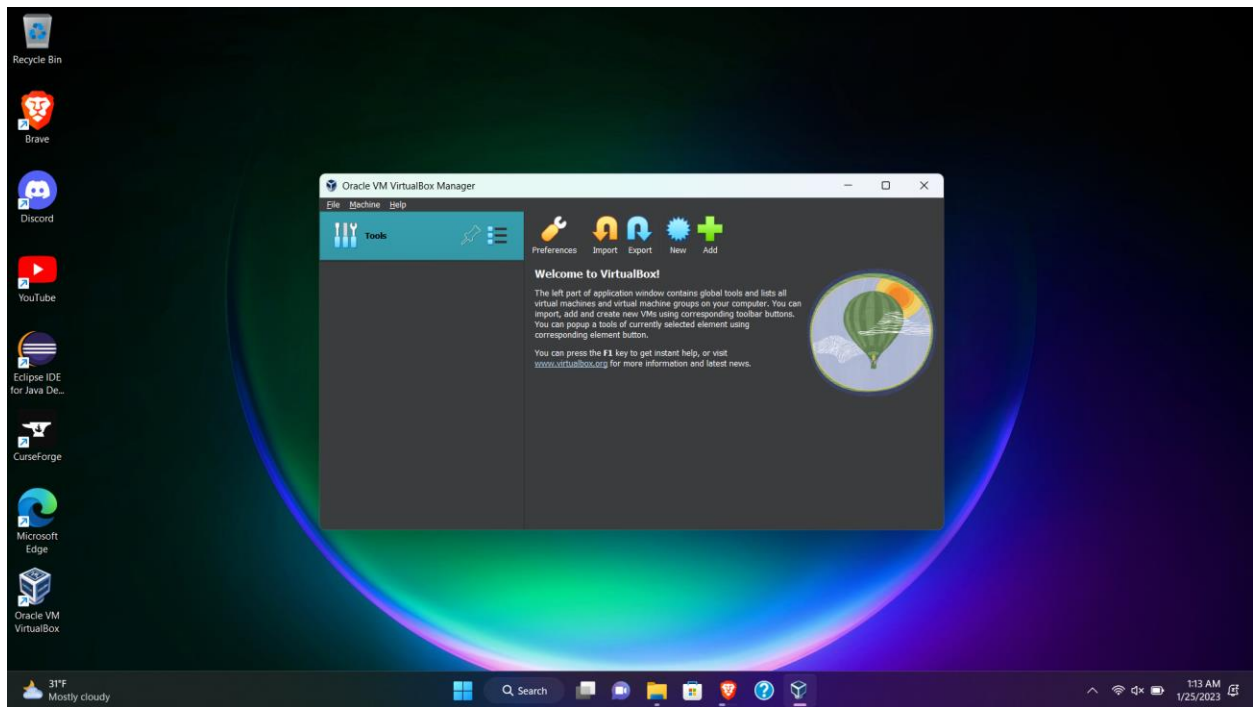 Recycle Bin
Brave
Discord
YouTube
Eclipse IDE
for Java De...
CurseForge
Microsoft
Edge
Oracle VM
VirtualBox
Oracle VM VirtualBox Manager
File Machine Help
Tools
Preferences Import Export New Add
Welcome to VirtualBox!
The left part of application window contains global tools and lists all
virtual machines and virtual machine groups on your computer. You can
import, add and create new VMs using corresponding toolbar buttons.
You can popup a tools of currently selected element using
corresponding element button.
You can press the F1 key to get instant help, or visit
www.virtualbox.org for more information and latest news.
31°F
Mostly cloudy
Search
1:13 AM
1/25/2023